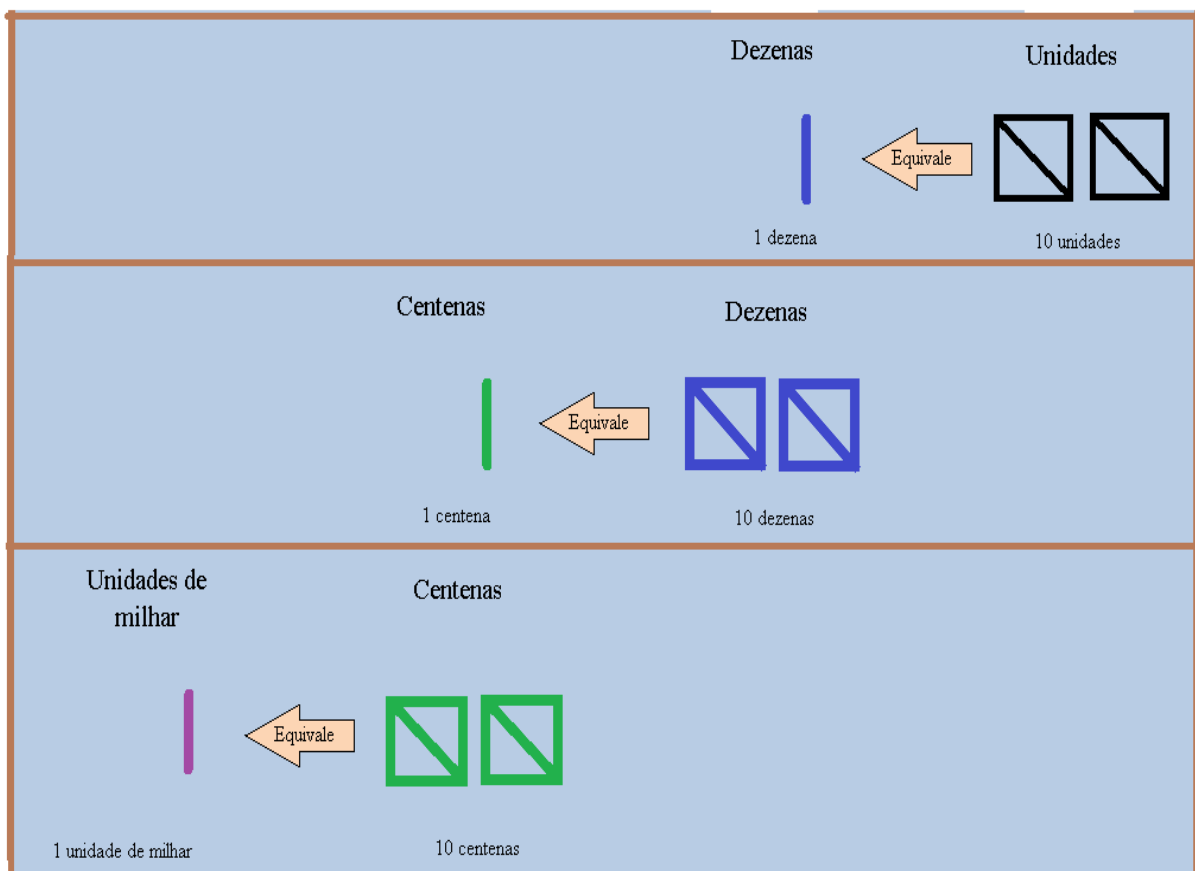 Dezenas
Unidades
Equivale
1 dezena
10 unidades
Centenas
Dezenas
Equivale
1 centena
10 dezenas
Unidades de
milhar
Centenas
Equivale
1 unidade de milhar
10 centenas